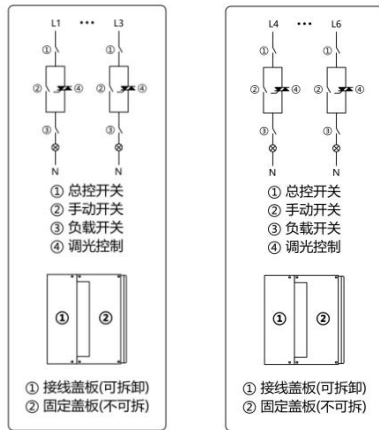 L1 ••• L3
① ①
② ④ ② ④
③ ③
N N
① 总控开关
② 手动开关
③ 负载开关
④ 调光控制
① ②
① 接线盖板(可拆卸)
② 固定盖板(不可拆)
L4 ••• L6
① ①
② ④ ② ④
③ ③
N N
① 总控开关
② 手动开关
③ 负载开关
④ 调光控制
① ②
① 接线盖板(可拆卸)
② 固定盖板(不可拆)